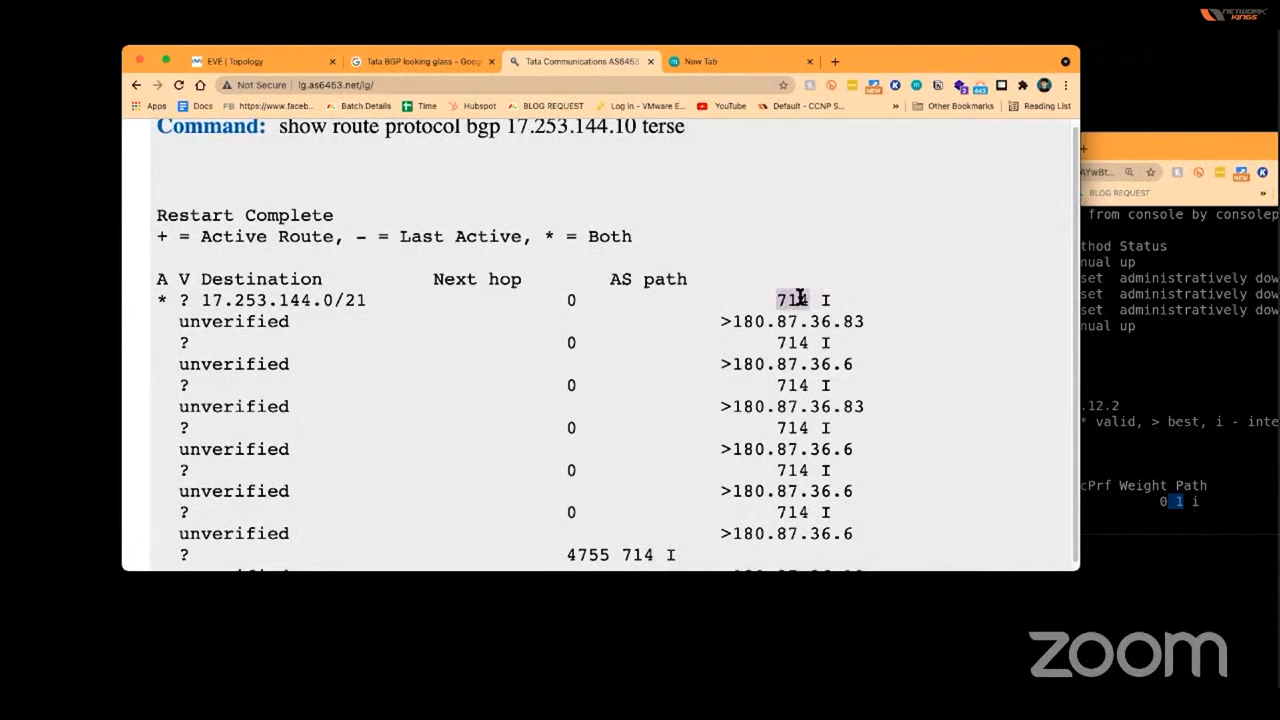 NETWORK
KINGS
EVE | Topology
Tata BGP looking glass - Goog
Tata Communications AS6453
New Tab
Not Secure | lg.as6453.net/lg/
Apps
Docs
https://www.faceb...
Batch Details
Time
Hubspot
BLOG REQUEST
Log in - VMware E...
YouTube
Default - CCNP S...
»
Other Bookmarks
Reading List
Command: show route protocol bgp 17.253.144.10 terse
Restart Complete
+ = Active Route, - = Last Active, * = Both
A V Destination Next hop AS path
* ? 17.253.144.0/21 0 714 I
unverified >180.87.36.83
? 0 714 I
unverified >180.87.36.6
? 0 714 I
unverified >180.87.36.83
? 0 714 I
unverified >180.87.36.6
? 0 714 I
unverified >180.87.36.6
? 0 714 I
unverified >180.87.36.6
? 4755 714 I
AYwBt...
BLOG REQUEST
»
from console by consolep
thod Status
nual up
set administratively dow
set administratively dow
set administratively dow
nual up
.12.2
* valid, > best, i - inte
cPrf Weight Path
0 1 i
zoom